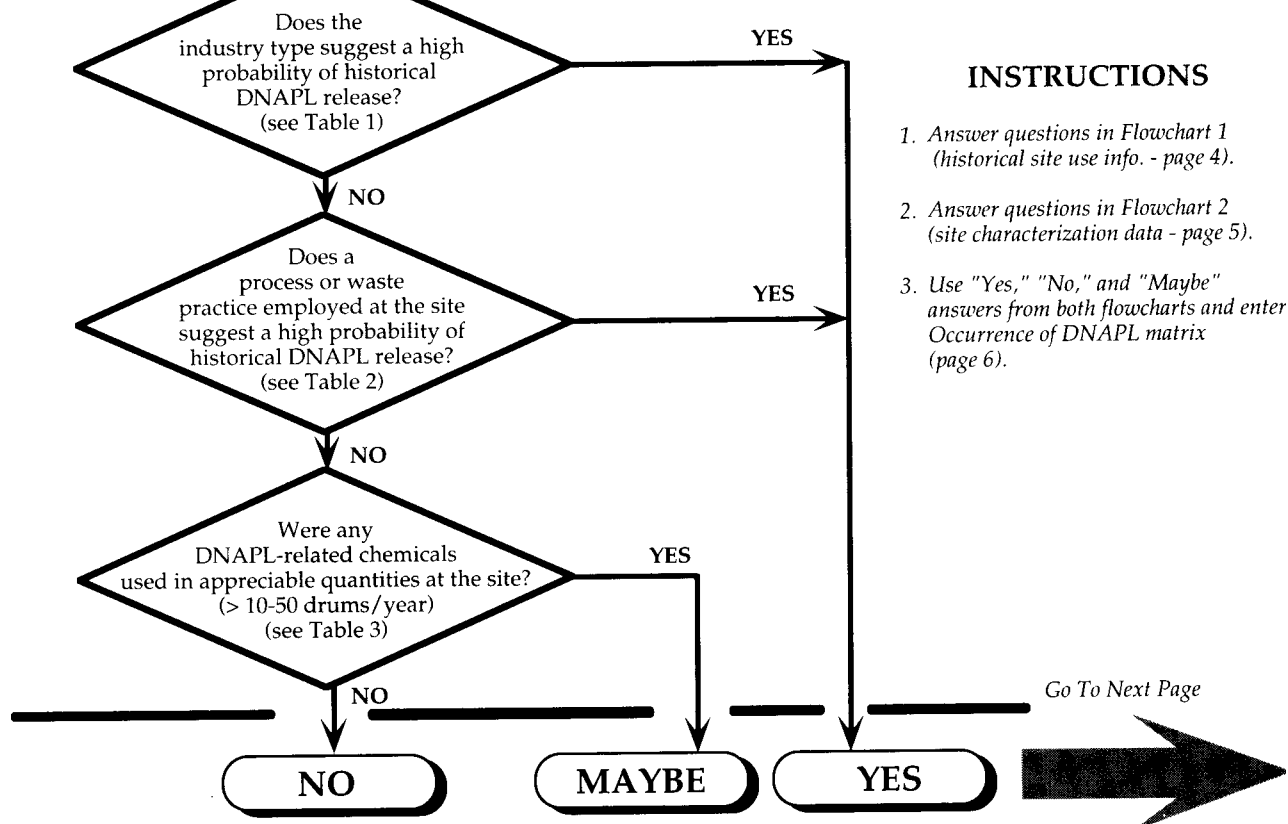 Does the
industry type suggest a high
probability of historical
DNAPL release?
(see Table 1)
YES
NO
Does a
process or waste
practice employed at the site
suggest a high probability of
historical DNAPL release?
(see Table 2)
YES
NO
Were any
DNAPL-related chemicals
used in appreciable quantities at the site?
(> 10-50 drums/year)
(see Table 3)
YES
NO
INSTRUCTIONS
1. Answer questions in Flowchart 1
(historical site use info. - page 4).
2. Answer questions in Flowchart 2
(site characterization data - page 5).
3. Use "Yes," "No," and "Maybe"
answers from both flowcharts and enter
Occurrence of DNAPL matrix
(page 6).
Go To Next Page
NO
MAYBE
YES